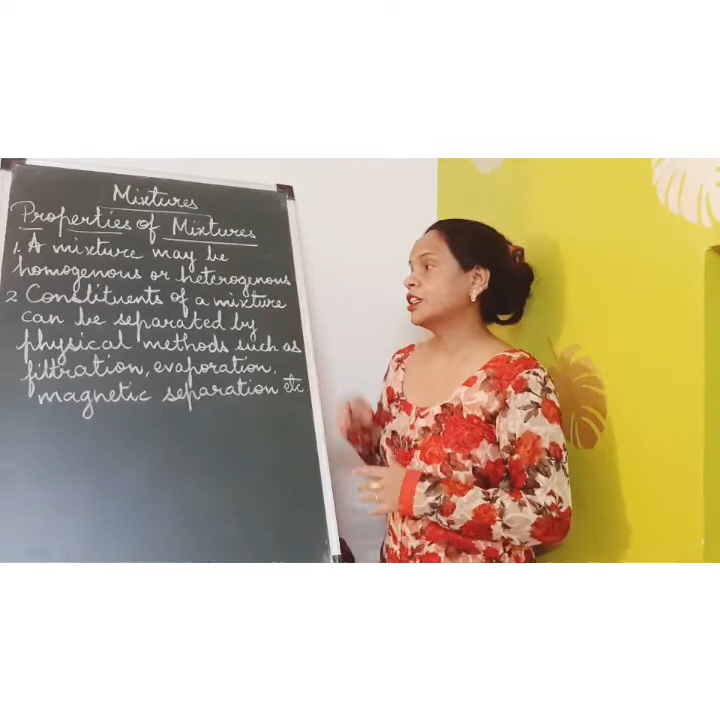 Mixtures
Properties of Mixtures
1. A mixture may be
homogenous or heterogenous
2 Constituents of a mixture
can be separated by
physical methods such as
filtration, evaporation,
magnetic separation etc.